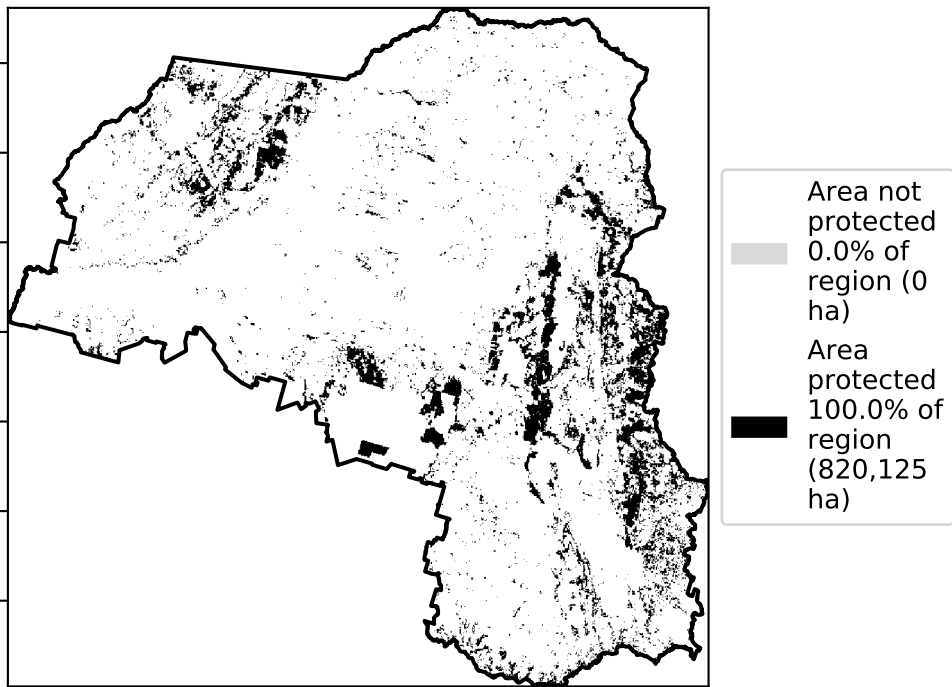 Area not
protected
0.0% of
region (0
ha)
Area
protected
100.0% of
region
(820,125
ha)